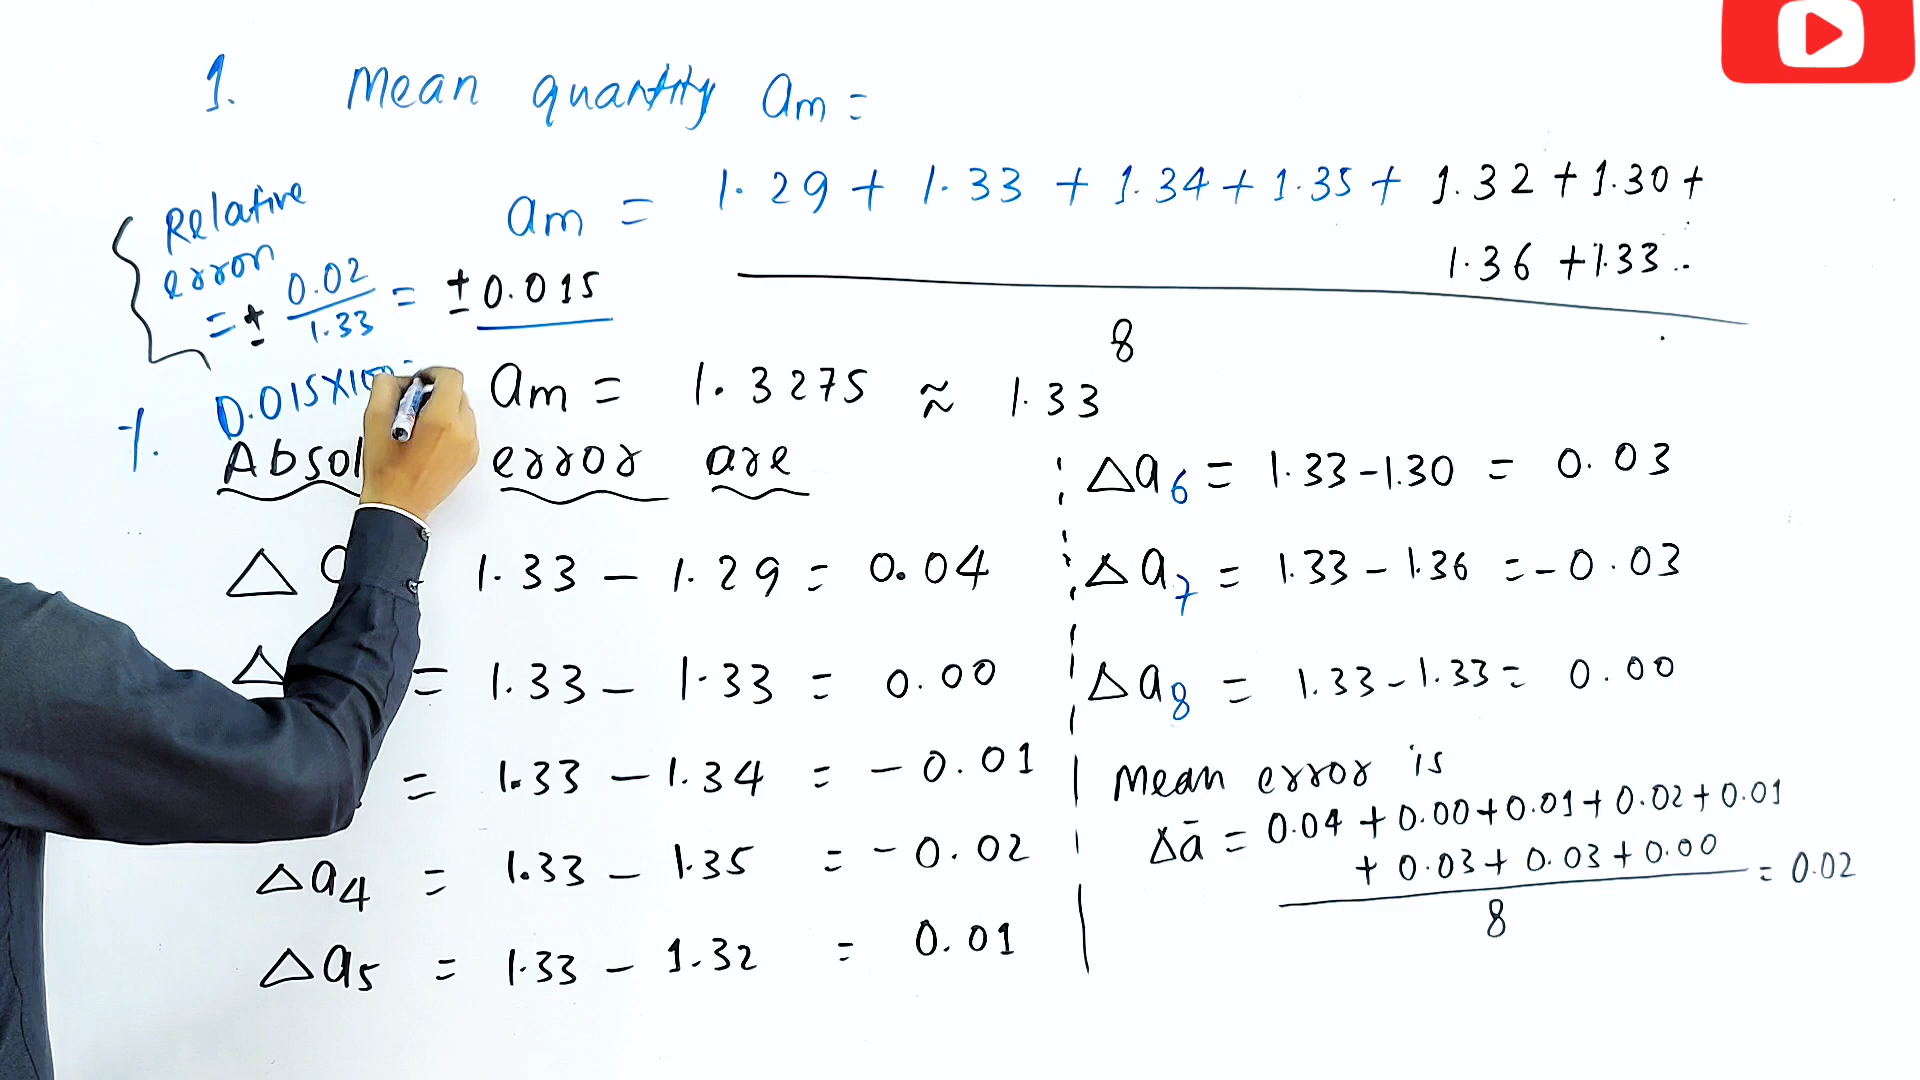 1. Mean quantity am =
am = 1.29 + 1.33 + 1.34 + 1.35 + 1.32 + 1.30 +
1.36 + 1.33
8
Relative
error
= ± 0.02 / 1.33 = ± 0.015
am = 1.3275 ≈ 1.33
0.015X100
Absol error are
Δ 1.33 - 1.29 = 0.04
Δ = 1.33 - 1.33 = 0.00
= 1.33 - 1.34 = - 0.01
Δa4 = 1.33 - 1.35 = - 0.02
Δa5 = 1.33 - 1.32 = 0.01
Δa6 = 1.33 - 1.30 = 0.03
Δa7 = 1.33 - 1.36 = - 0.03
Δa8 = 1.33 - 1.33 = 0.00
Mean error is
Δā = 0.04 + 0.00 + 0.01 + 0.02 + 0.01
+ 0.03 + 0.03 + 0.00 = 0.02
8